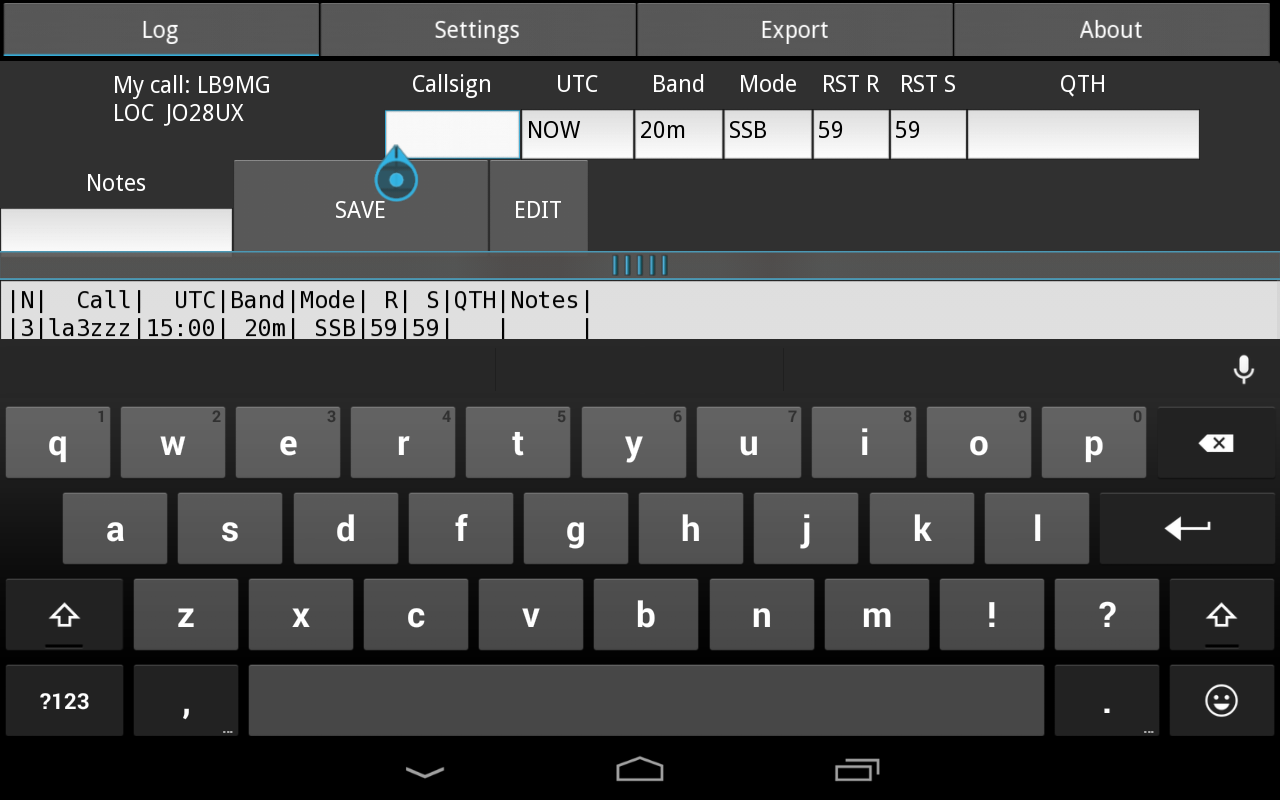 Log Settings Export About
My call: LB9MG
LOC  JO28UX
Callsign UTC Band Mode RST R RST S QTH
NOW 20m SSB 59 59
Notes
SAVE EDIT
|N|  Call|  UTC|Band|Mode| R| S|QTH|Notes|
|3|la3zzz|15:00| 20m| SSB|59|59|   |     |
1 2 3 4 5 6 7 8 9 0
q w e r t y u i o p
a s d f g h j k l
z x c v b n m ! ?
?123 , ... . ...